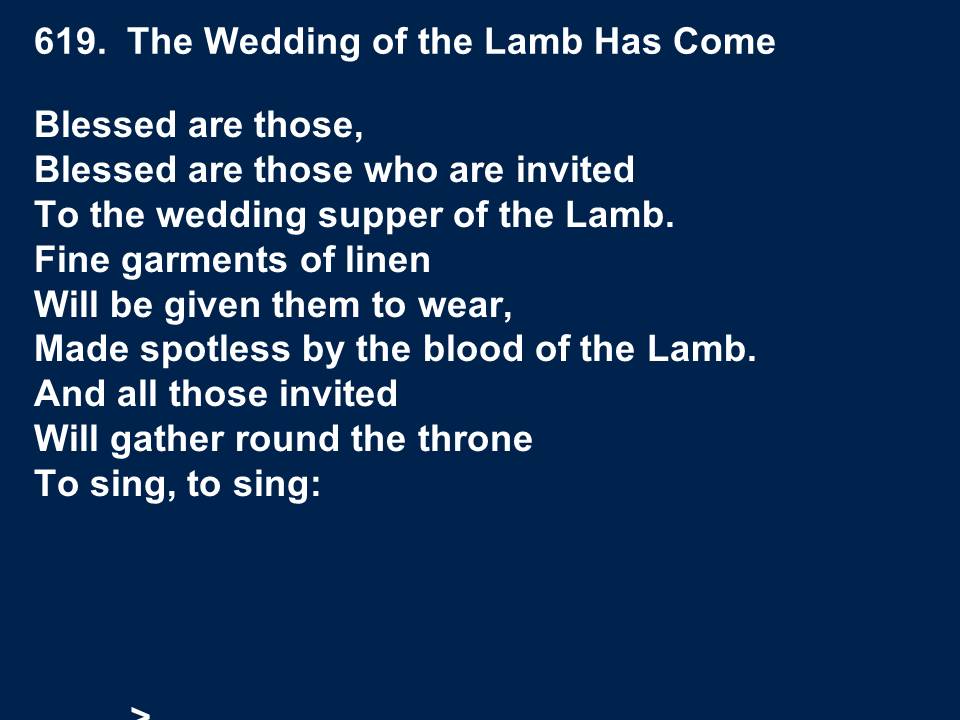 619. The Wedding of the Lamb Has Come
Blessed are those,
Blessed are those who are invited
To the wedding supper of the Lamb.
Fine garments of linen
Will be given them to wear,
Made spotless by the blood of the Lamb.
And all those invited
Will gather round the throne
To sing, to sing:
>